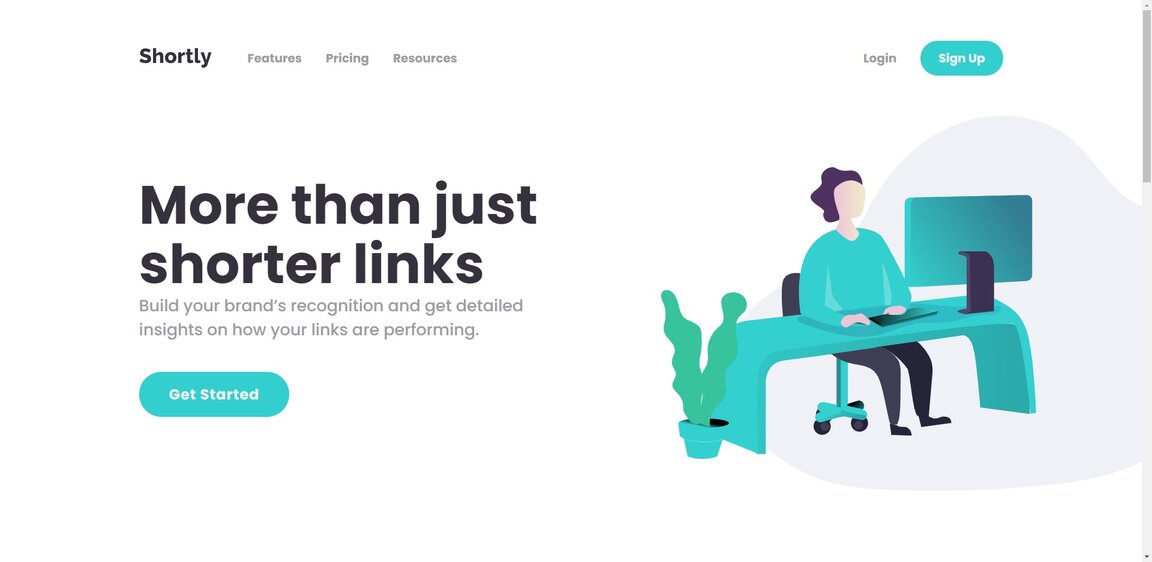 Shortly Features Pricing Resources Login Sign Up
More than just
shorter links
Build your brand’s recognition and get detailed
insights on how your links are performing.
Get Started